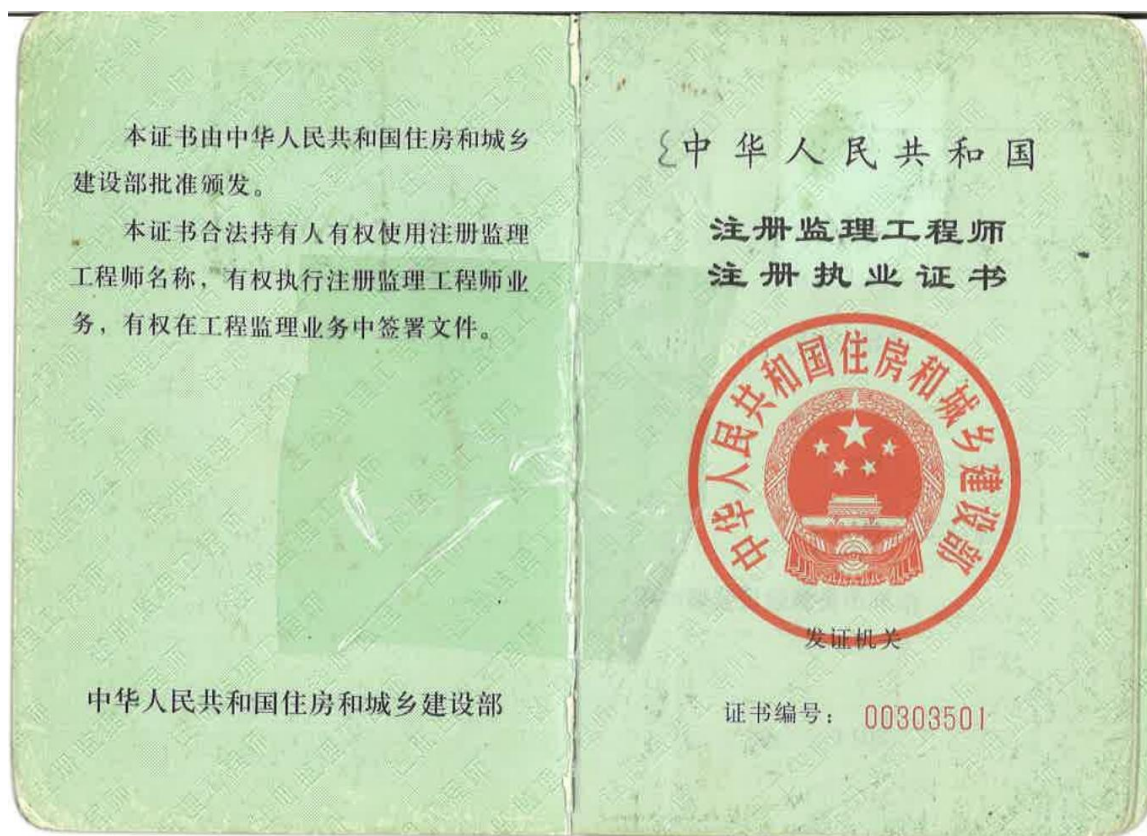 本证书由中华人民共和国住房和城乡
建设部批准颁发。
本证书合法持有人有权使用注册监理
工程师名称，有权执行注册监理工程师业
务，有权在工程监理业务中签署文件。
中华人民共和国住房和城乡建设部
中华人民共和国
注册监理工程师
注册执业证书
中华人民共和国住房和城乡建设部
发证机关
证书编号：00303501